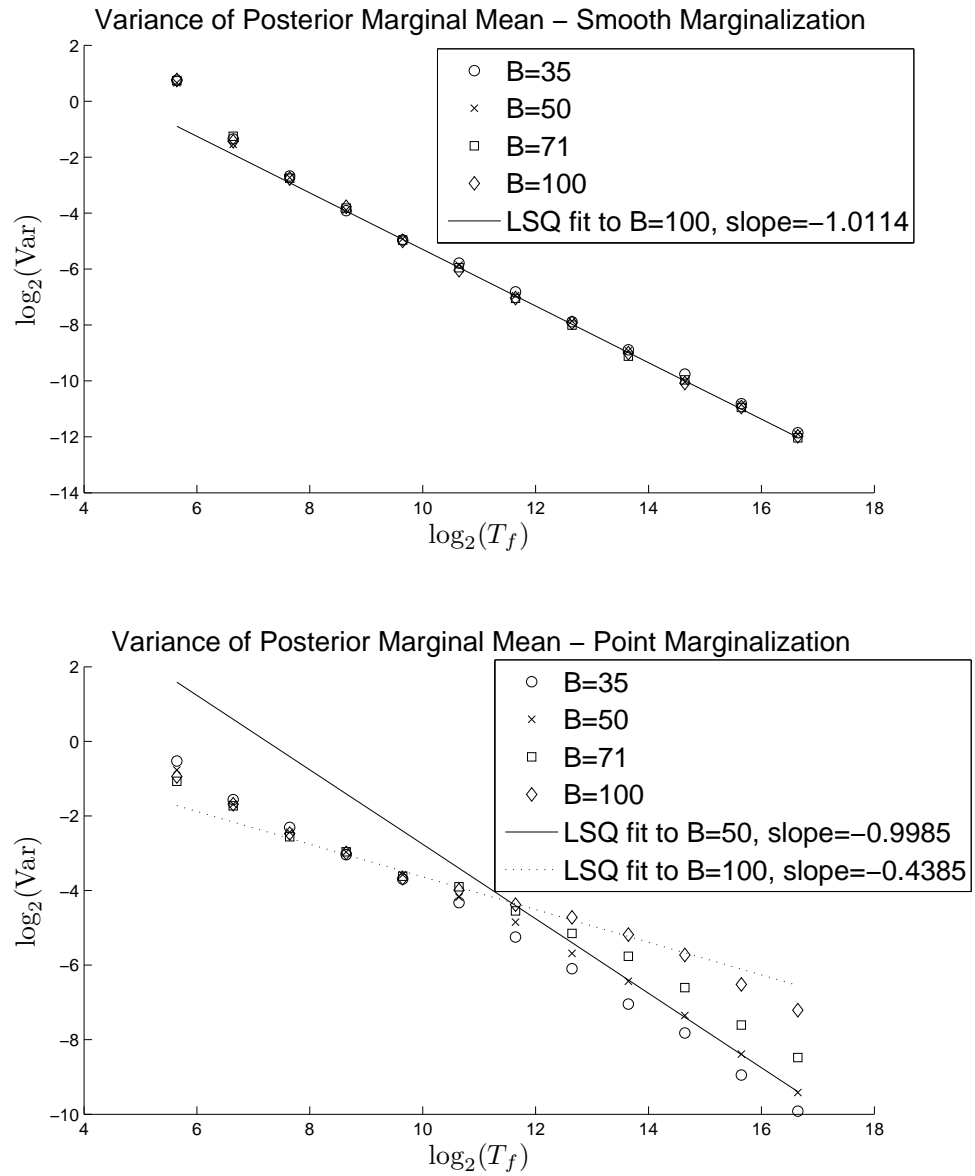 Variance of Posterior Marginal Mean − Smooth Marginalization
2
0
−2
−4
−6
−8
−10
−12
−14
log2(Var)
B=35
B=50
B=71
B=100
LSQ fit to B=100, slope=−1.0114
4 6 8 10 12 14 16 18
log2(Tf)
Variance of Posterior Marginal Mean − Point Marginalization
2
0
−2
−4
−6
−8
−10
log2(Var)
B=35
B=50
B=71
B=100
LSQ fit to B=50, slope=−0.9985
LSQ fit to B=100, slope=−0.4385
4 6 8 10 12 14 16 18
log2(Tf)